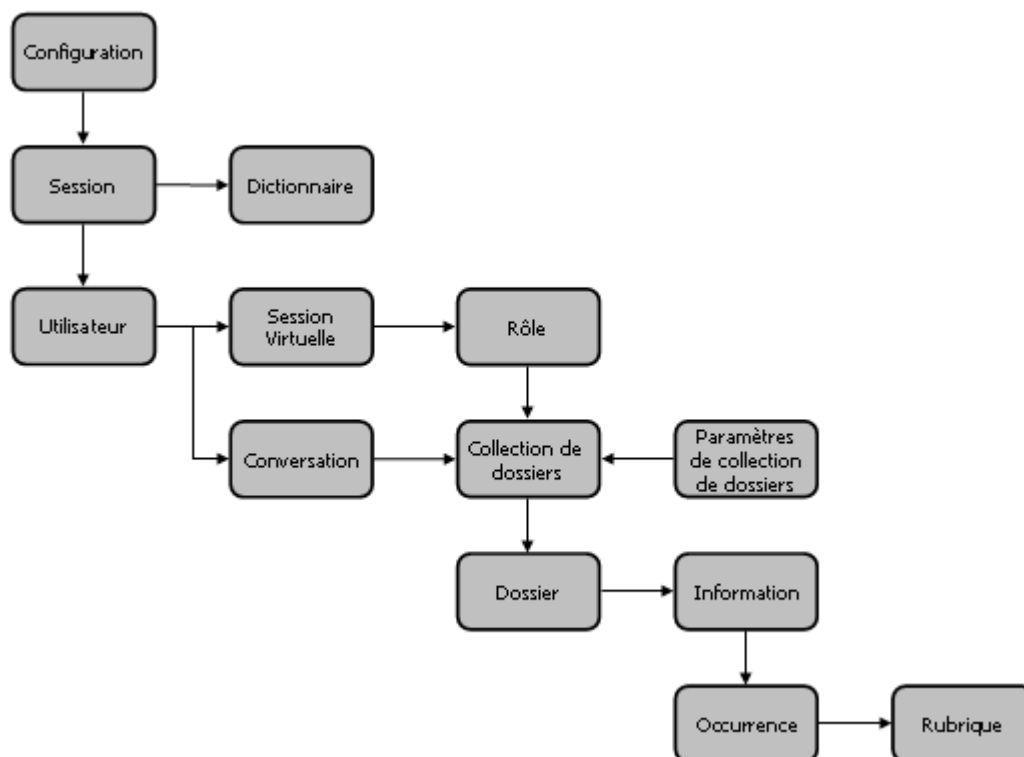 Configuration
Session
Dictionnaire
Utilisateur
Session
Virtuelle
Rôle
Conversation
Collection de
dossiers
Paramètres
de collection
de dossiers
Dossier
Information
Occurrence
Rubrique